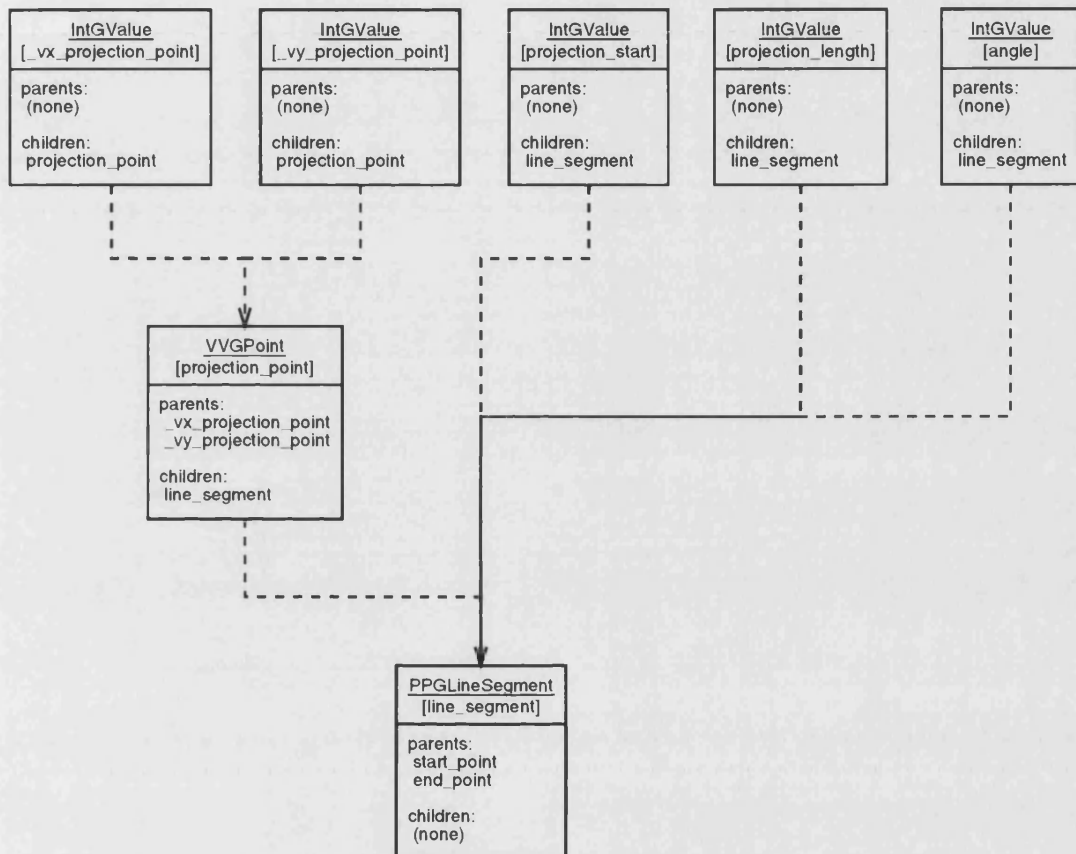 IntGValue
[_vx_projection_point]
parents:
(none)
children:
projection_point
IntGValue
[_vy_projection_point]
parents:
(none)
children:
projection_point
IntGValue
[projection_start]
parents:
(none)
children:
line_segment
IntGValue
[projection_length]
parents:
(none)
children:
line_segment
IntGValue
[angle]
parents:
(none)
children:
line_segment
VVGPoint
[projection_point]
parents:
_vx_projection_point
_vy_projection_point
children:
line_segment
PPGLineSegment
[line_segment]
parents:
start_point
end_point
children:
(none)